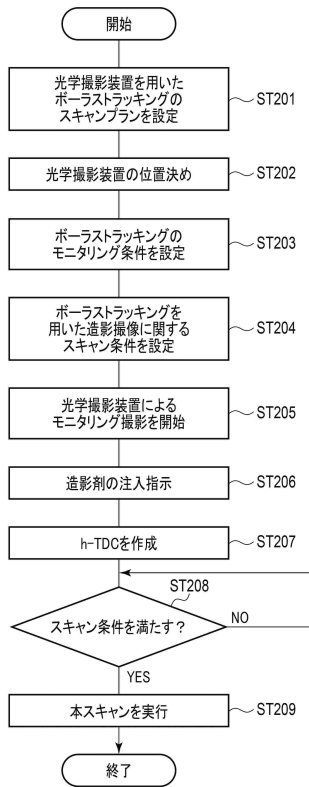 開始
光学撮影装置を用いた
ボーラストラッキングの
スキャンプランを設定
ST201
光学撮影装置の位置決め
ST202
ボーラストラッキングの
モニタリング条件を設定
ST203
ボーラストラッキングを
用いた造影撮像に関する
スキャン条件を設定
ST204
光学撮影装置による
モニタリング撮影を開始
ST205
造影剤の注入指示
ST206
h-TDCを作成
ST207
ST208
スキャン条件を満たす？
NO
YES
本スキャンを実行
ST209
終了